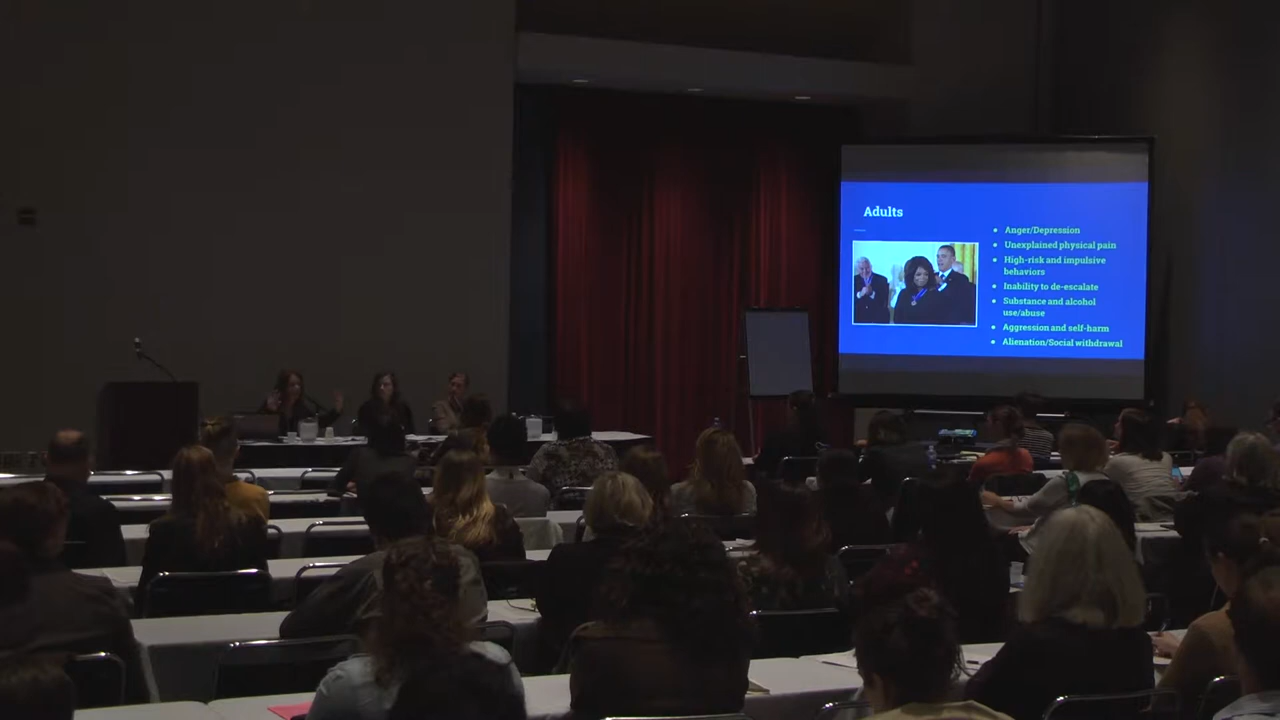 Adults
• Anger/Depression
• Unexplained physical pain
• High-risk and impulsive
behaviors
• Inability to de-escalate
• Substance and alcohol
use/abuse
• Aggression and self-harm
• Alienation/Social withdrawal